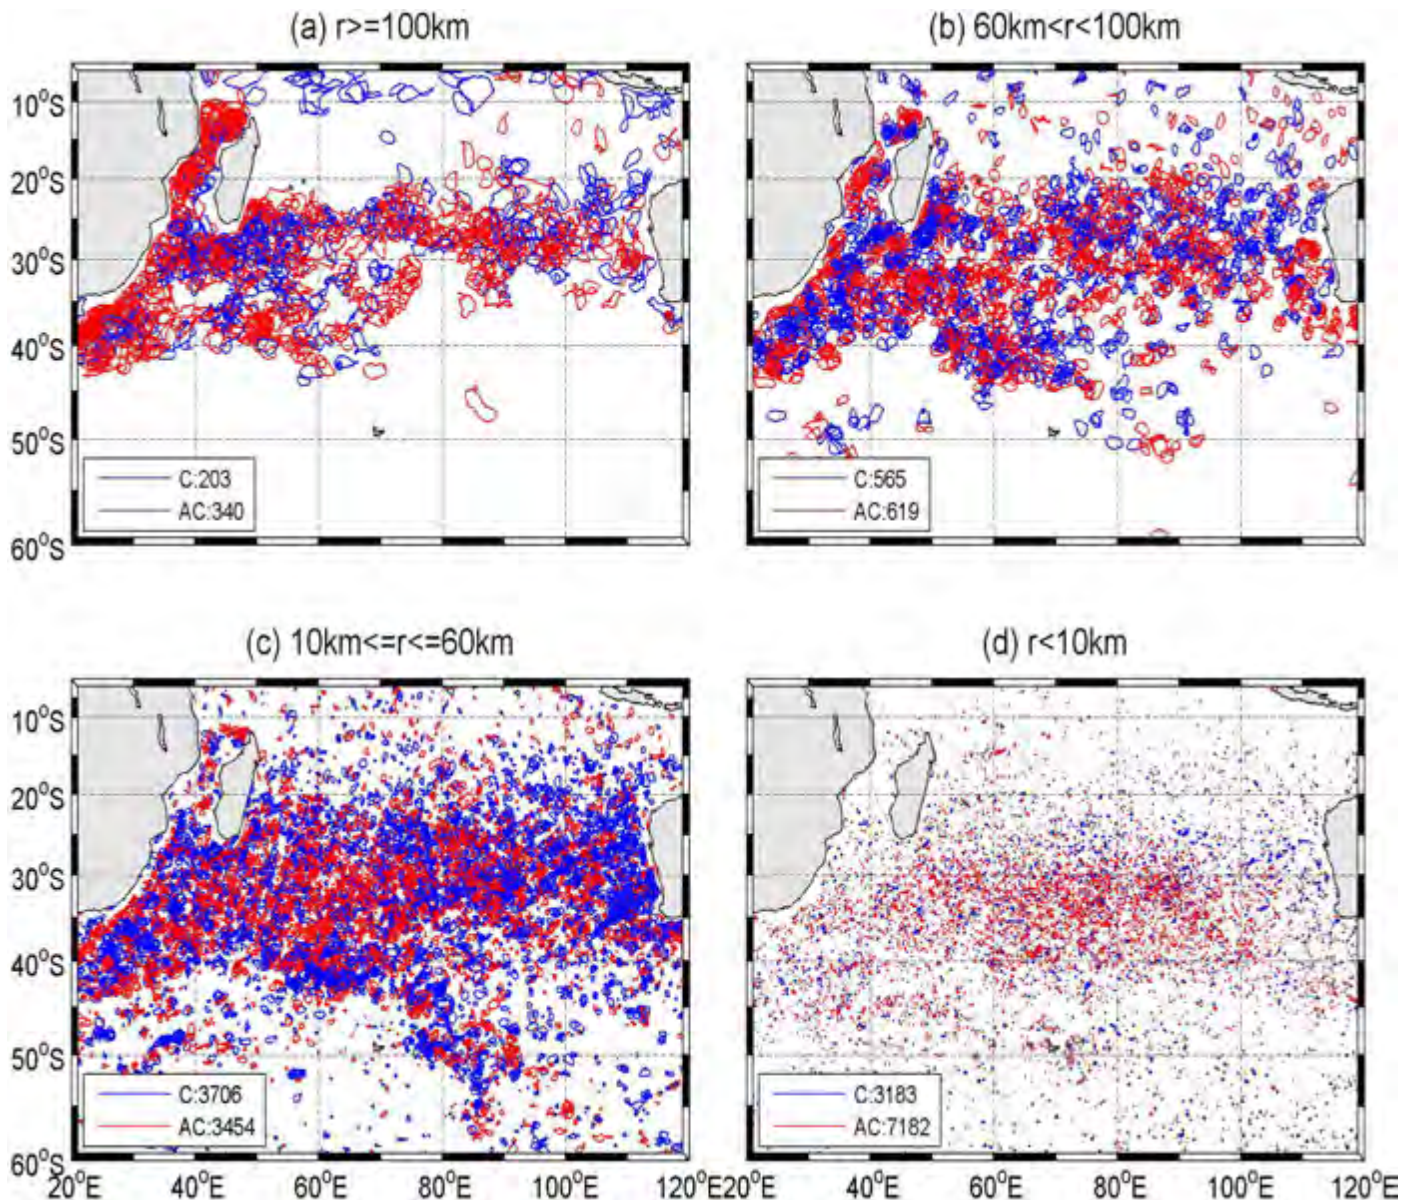 (a) r>=100km
(b) 60km<r<100km
10°S
20°S
30°S
40°S
50°S
60°S
C:203
AC:340
C:565
AC:619
(c) 10km<=r<=60km
(d) r<10km
10°S
20°S
30°S
40°S
50°S
60°S
C:3706
AC:3454
C:3183
AC:7182
20°E 40°E 60°E 80°E 100°E 120°E
20°E 40°E 60°E 80°E 100°E 120°E